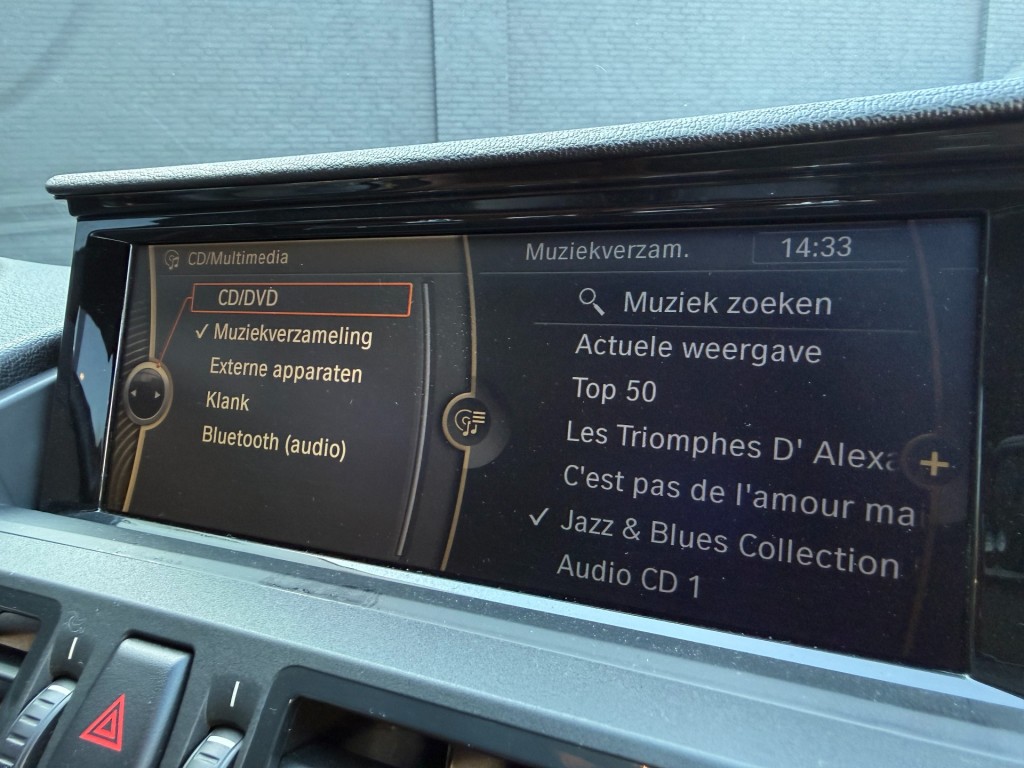 CD/Multimedia
CD/DVD
✓ Muziekverzameling
Externe apparaten
Klank
Bluetooth (audio)
Muziekverzam.
14:33
Muziek zoeken
Actuele weergave
Top 50
Les Triomphes D' Alexa
C'est pas de l'amour ma
✓ Jazz & Blues Collection
Audio CD 1
+